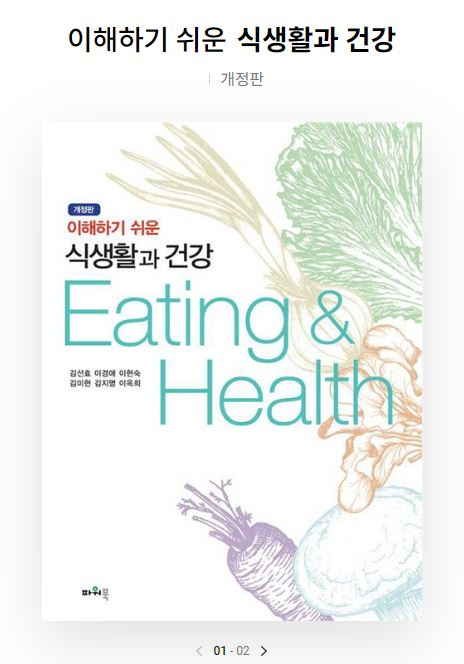 이해하기 쉬운 식생활과 건강
개정판
개정판
이해하기 쉬운
식생활과 건강
Eating &
Health
김선효 이경애 이현숙
김미현 김지명 이옥희
파워북
01 - 02